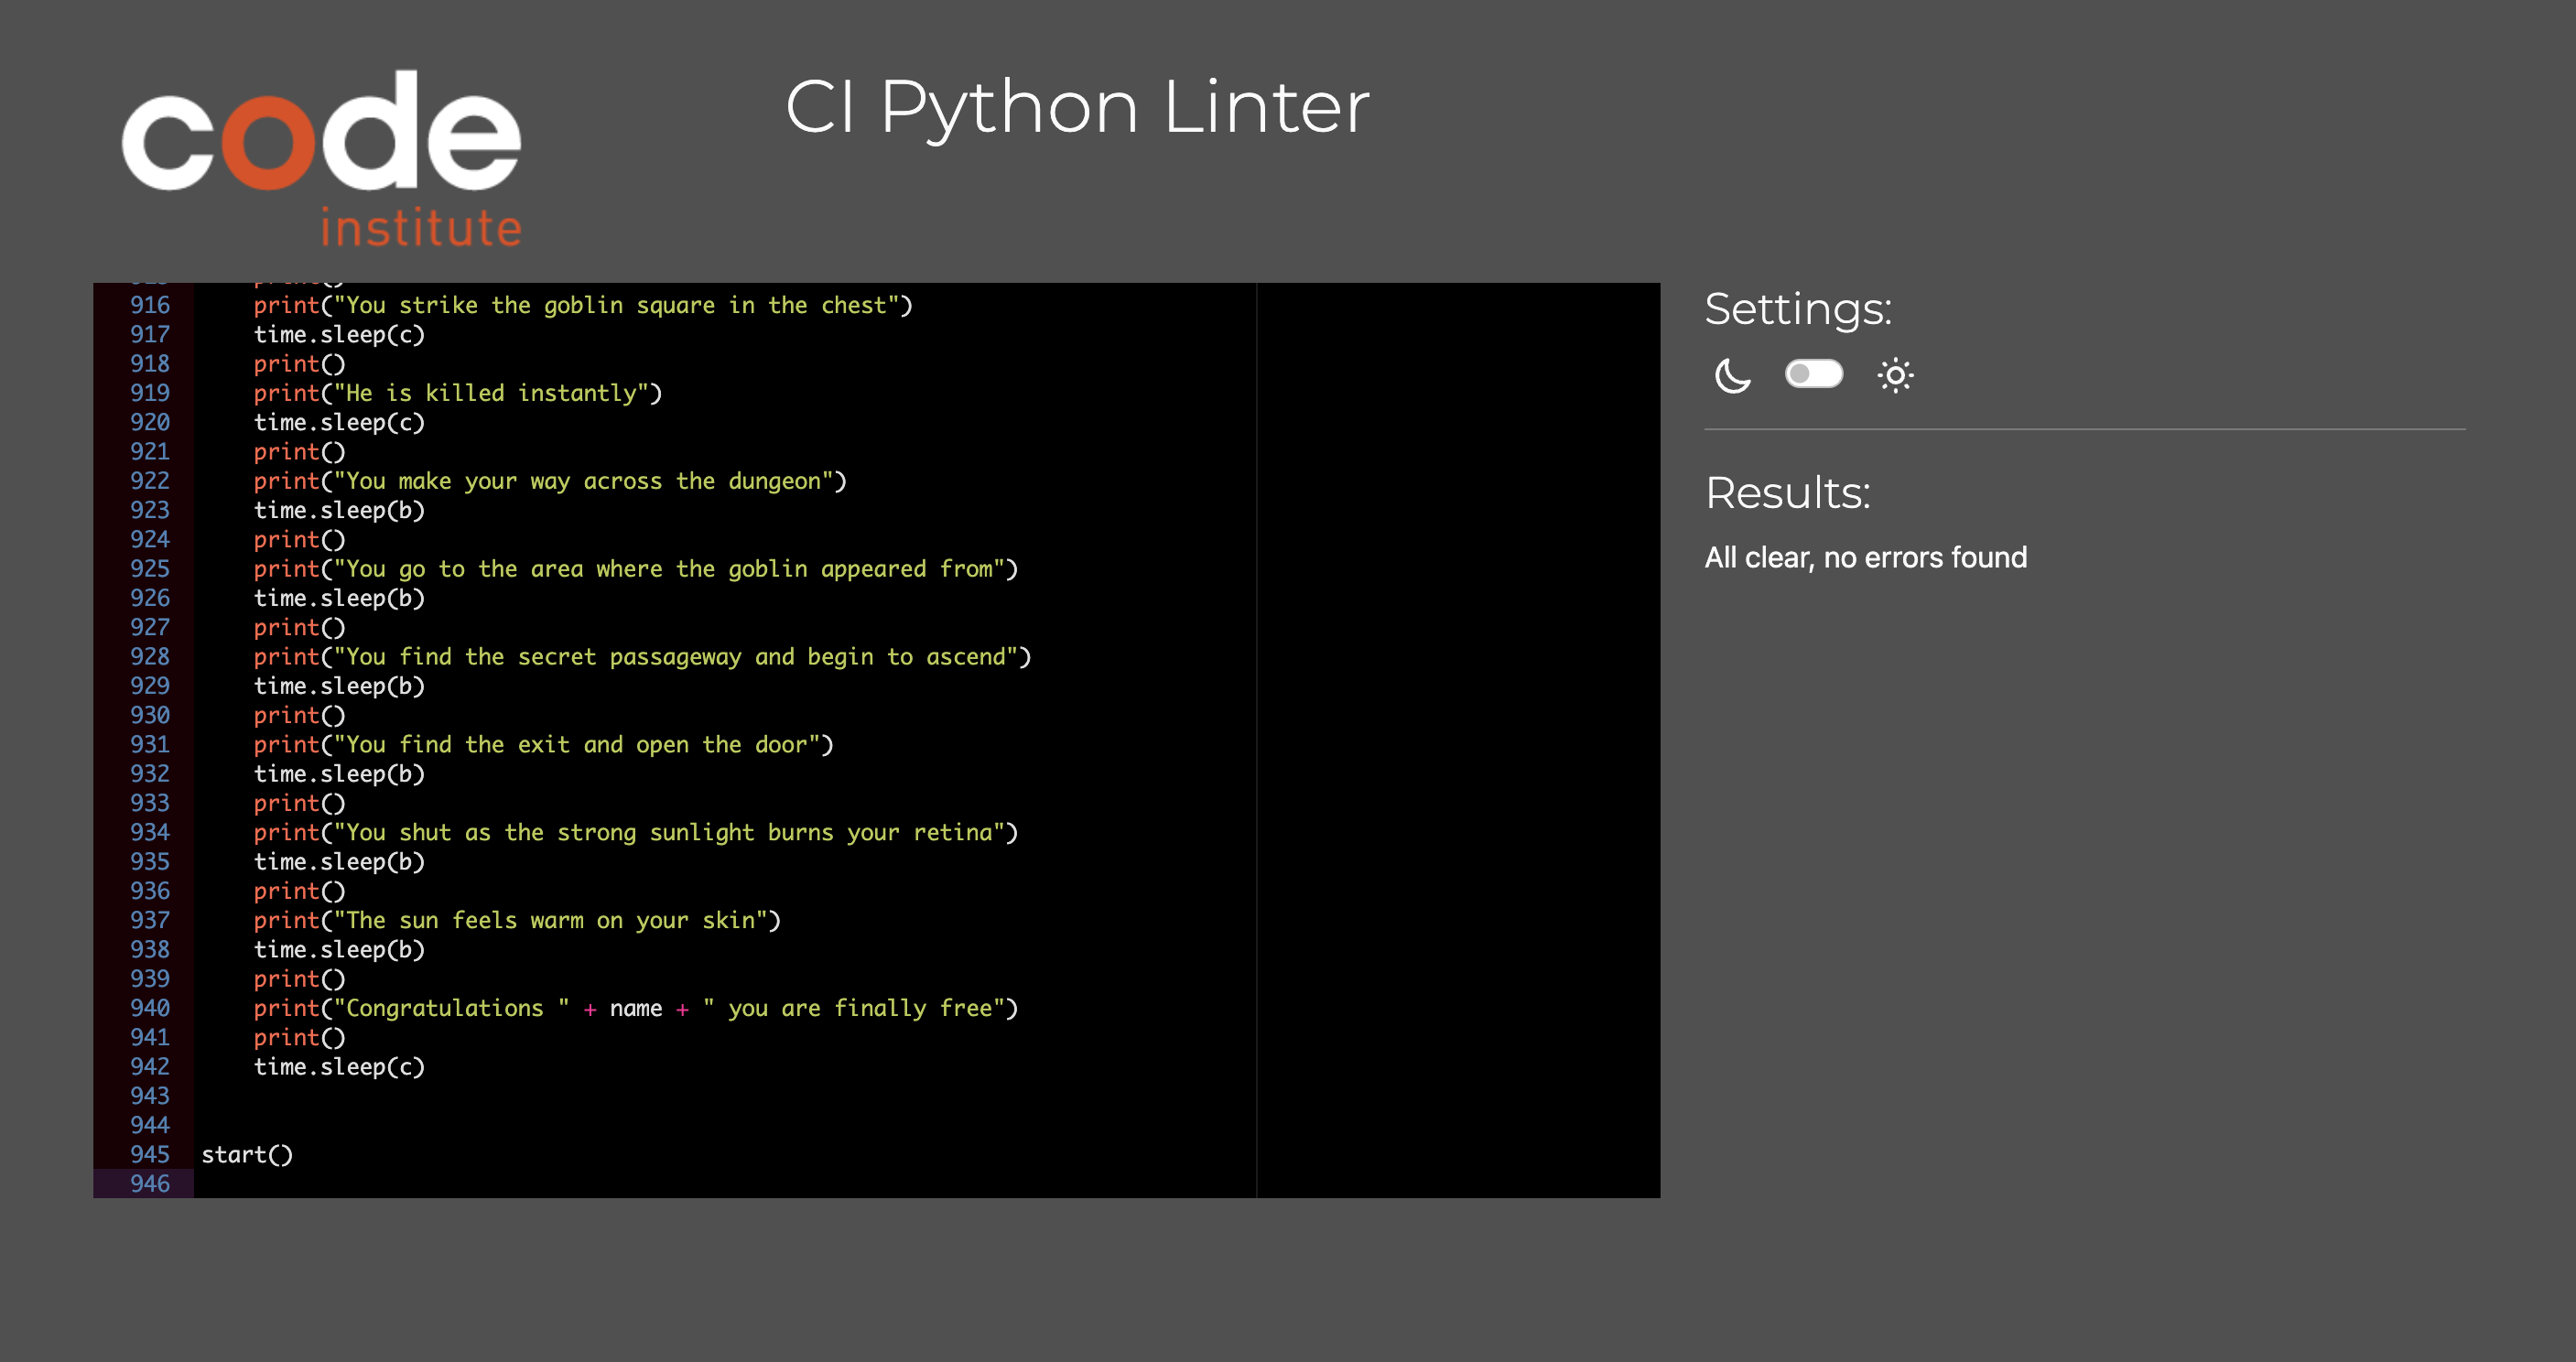 code
institute
CI Python Linter
916 print("You strike the goblin square in the chest")
917 time.sleep(c)
918 print()
919 print("He is killed instantly")
920 time.sleep(c)
921 print()
922 print("You make your way across the dungeon")
923 time.sleep(b)
924 print()
925 print("You go to the area where the goblin appeared from")
926 time.sleep(b)
927 print()
928 print("You find the secret passageway and begin to ascend")
929 time.sleep(b)
930 print()
931 print("You find the exit and open the door")
932 time.sleep(b)
933 print()
934 print("You shut as the strong sunlight burns your retina")
935 time.sleep(b)
936 print()
937 print("The sun feels warm on your skin")
938 time.sleep(b)
939 print()
940 print("Congratulations " + name + " you are finally free")
941 print()
942 time.sleep(c)
943
944
945 start()
946
Settings:
Results:
All clear, no errors found